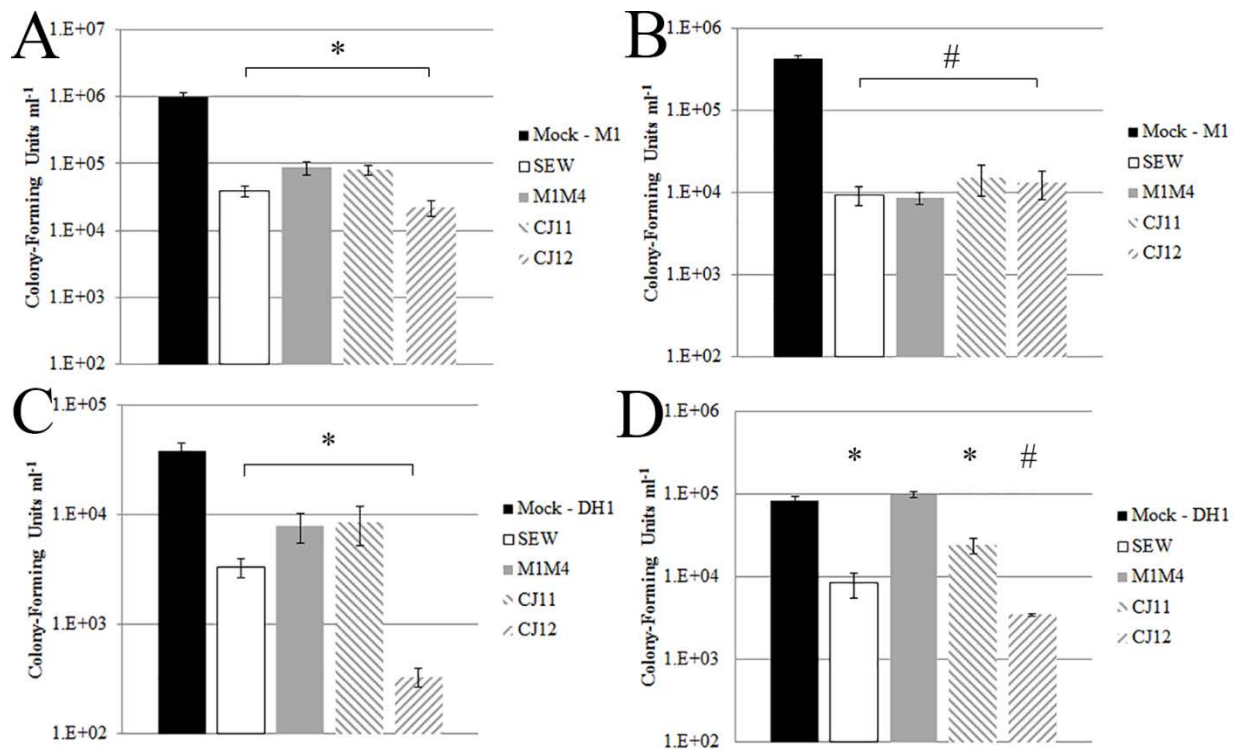 A
Colony-Forming Units ml-1
1.E+07
1.E+06
1.E+05
1.E+04
1.E+03
1.E+02
*
Mock - M1
SEW
M1M4
CJ11
CJ12
B
Colony-Forming Units ml-1
1.E+06
1.E+05
1.E+04
1.E+03
1.E+02
#
Mock - M1
SEW
M1M4
CJ11
CJ12
C
Colony-Forming Units ml-1
1.E+05
1.E+04
1.E+03
1.E+02
*
Mock - DH1
SEW
M1M4
CJ11
CJ12
D
Colony-Forming Units ml-1
1.E+06
1.E+05
1.E+04
1.E+03
1.E+02
* * #
Mock - DH1
SEW
M1M4
CJ11
CJ12